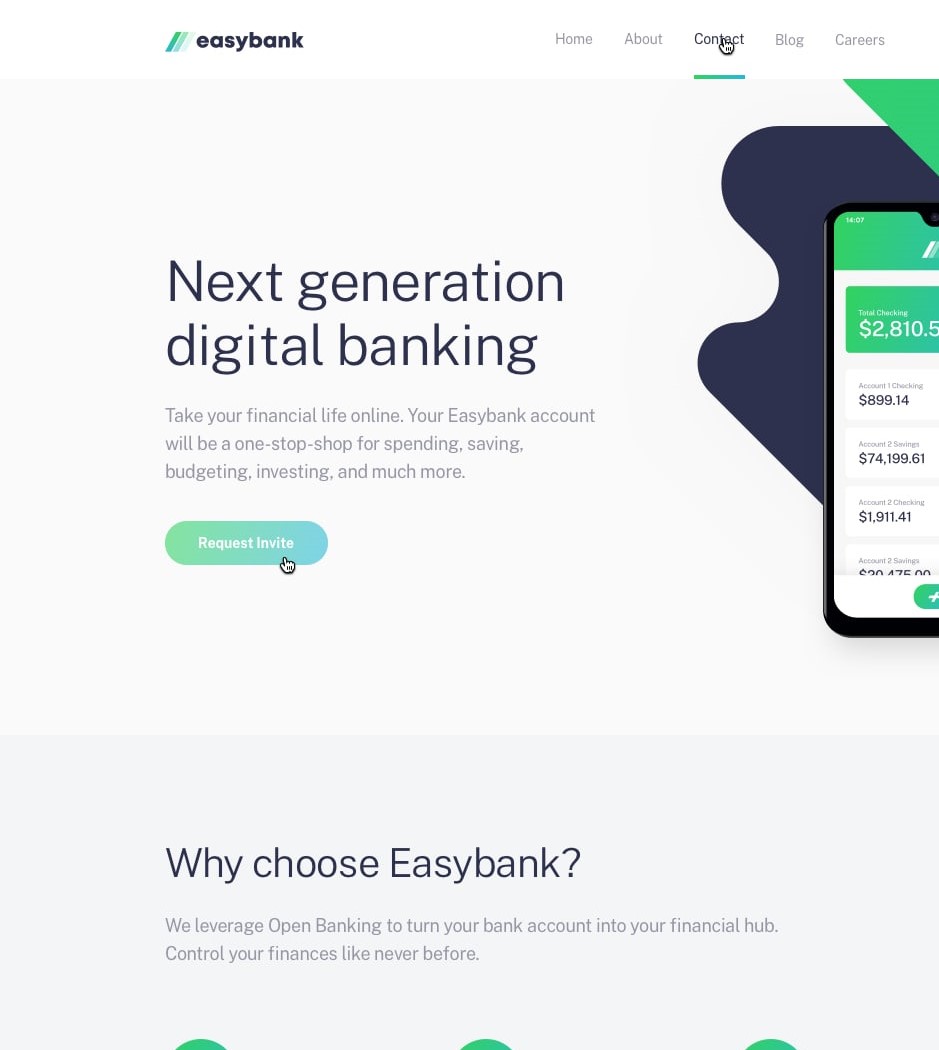 easybank
Home About Contact Blog Careers
Next generation
digital banking
Take your financial life online. Your Easybank account
will be a one-stop-shop for spending, saving,
budgeting, investing, and much more.
Request Invite
14:07
Total Checking
$2,810.5
Account 1 Checking
$899.14
Account 2 Savings
$74,199.61
Account 2 Checking
$1,911.41
Account 2 Savings
$20,475.00
Why choose Easybank?
We leverage Open Banking to turn your bank account into your financial hub.
Control your finances like never before.